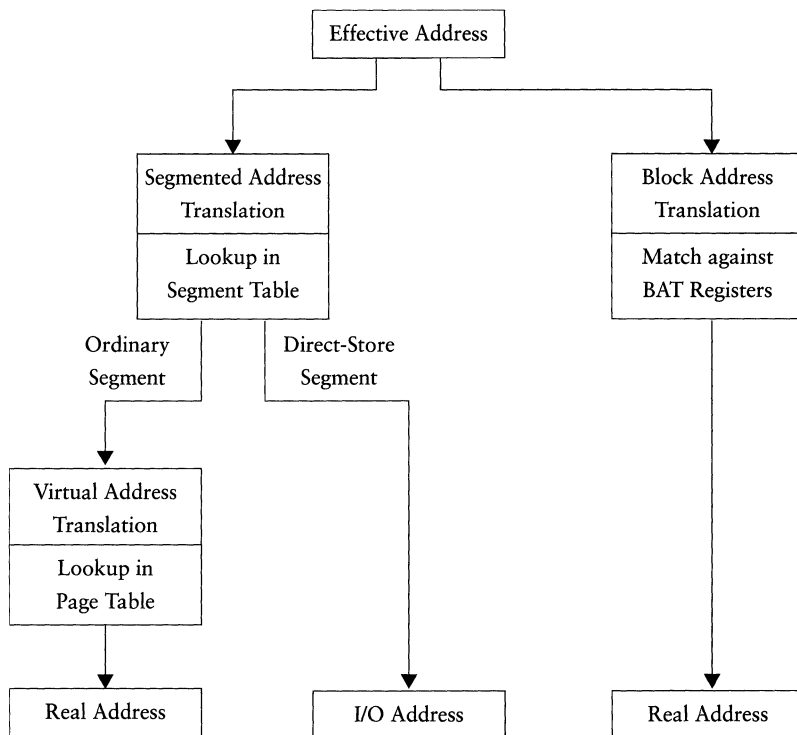 Effective Address
Segmented Address
Translation
Lookup in
Segment Table
Block Address
Translation
Match against
BAT Registers
Ordinary
Segment
Direct-Store
Segment
Virtual Address
Translation
Lookup in
Page Table
Real Address
I/O Address
Real Address